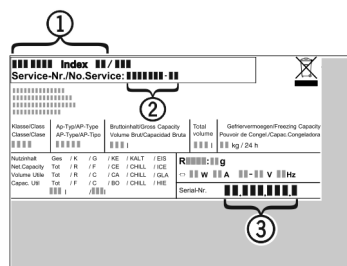 1
Index /
Service-Nr./No.Service: -
2
Klasse/Class Ap-Typ/AP-Type Bruttoinhalt/Gross Capacity Total Gefriervermoegen/Freezing Capacity
Classe/Clase AP-Type/AP-Tipo Volume Brut/Capacidad Bruta volume Pouvoir de Congel./Capac.Congeladora
l l kg / 24 h
Nutzinhalt Ges / K / G / KE / KALT / EIS
Net.Capacity Tot / R / F / CE / CHILL / ICE
Volume Utile Tot / R / C / CA / CHILL / GLA
Capac. Util Tot / F / C / BO / CHILL / HIE
l / l
R : g
W A - V Hz
Serial-Nr. . . .
3